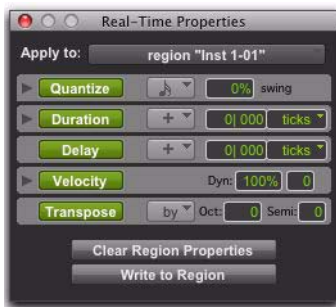 Real-Time Properties
Apply to: region "Inst 1-01"
Quantize 0% swing
Duration + 0| 000 ticks
Delay + 0| 000 ticks
Velocity Dyn: 100% 0
Transpose by Oct: 0 Semi: 0
Clear Region Properties
Write to Region